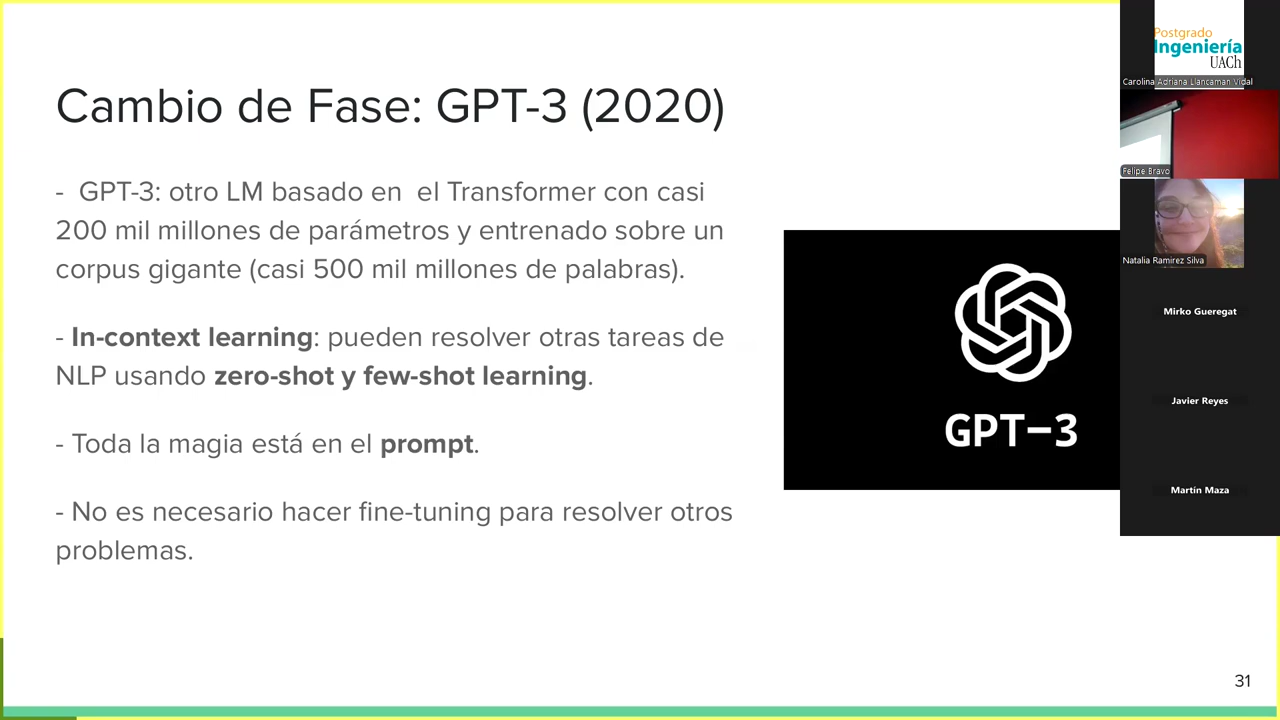 Cambio de Fase: GPT-3 (2020)
- GPT-3: otro LM basado en el Transformer con casi
200 mil millones de parámetros y entrenado sobre un
corpus gigante (casi 500 mil millones de palabras).
- In-context learning: pueden resolver otras tareas de
NLP usando zero-shot y few-shot learning.
- Toda la magia está en el prompt.
- No es necesario hacer fine-tuning para resolver otros
problemas.
GPT-3
31
Postgrado
Ingeniería
UACh
Carolina Adriana Llancaman Vidal
Felipe Bravo
Natalia Ramirez Silva
Mirko Gueregat
Javier Reyes
Martín Maza